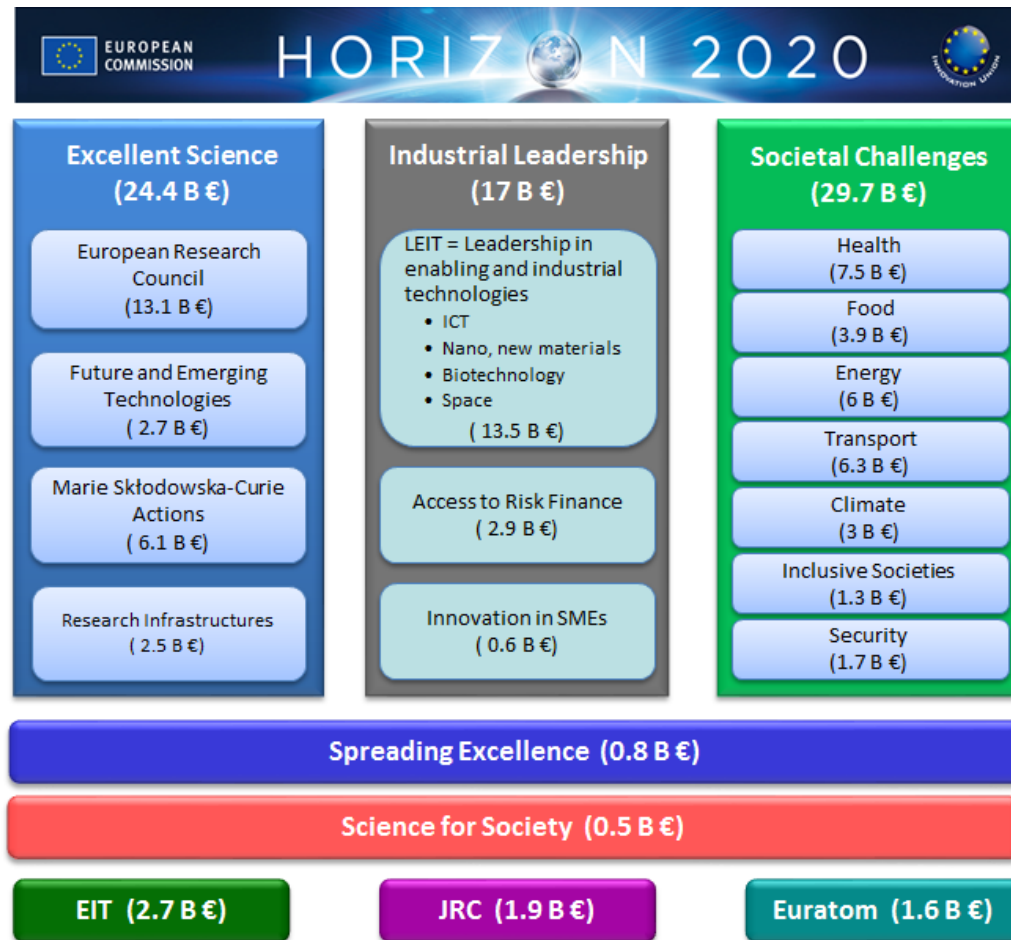 EUROPEAN
COMMISSION
HORIZON 2020
INNOVATION UNION
Excellent Science
(24.4 B €)
European Research
Council
(13.1 B €)
Future and Emerging
Technologies
( 2.7 B €)
Marie Skłodowska-Curie
Actions
( 6.1 B €)
Research Infrastructures
( 2.5 B €)
Industrial Leadership
(17 B €)
LEIT = Leadership in
enabling and industrial
technologies
• ICT
• Nano, new materials
• Biotechnology
• Space
( 13.5 B €)
Access to Risk Finance
( 2.9 B €)
Innovation in SMEs
( 0.6 B €)
Societal Challenges
(29.7 B €)
Health
(7.5 B €)
Food
(3.9 B €)
Energy
(6 B €)
Transport
(6.3 B €)
Climate
(3 B €)
Inclusive Societies
(1.3 B €)
Security
(1.7 B €)
Spreading Excellence (0.8 B €)
Science for Society (0.5 B €)
EIT (2.7 B €)
JRC (1.9 B €)
Euratom (1.6 B €)